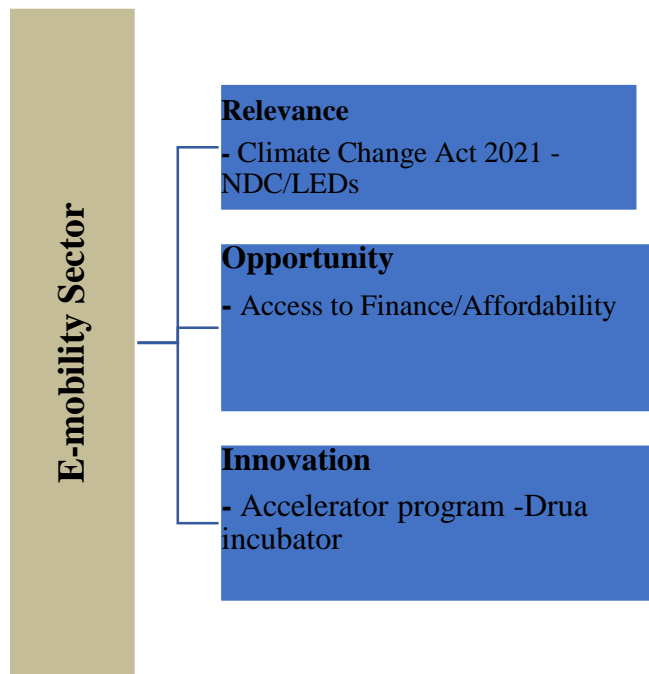 E-mobility Sector
Relevance
- Climate Change Act 2021 -
NDC/LEDs
Opportunity
- Access to Finance/Affordability
Innovation
- Accelerator program -Drua
incubator